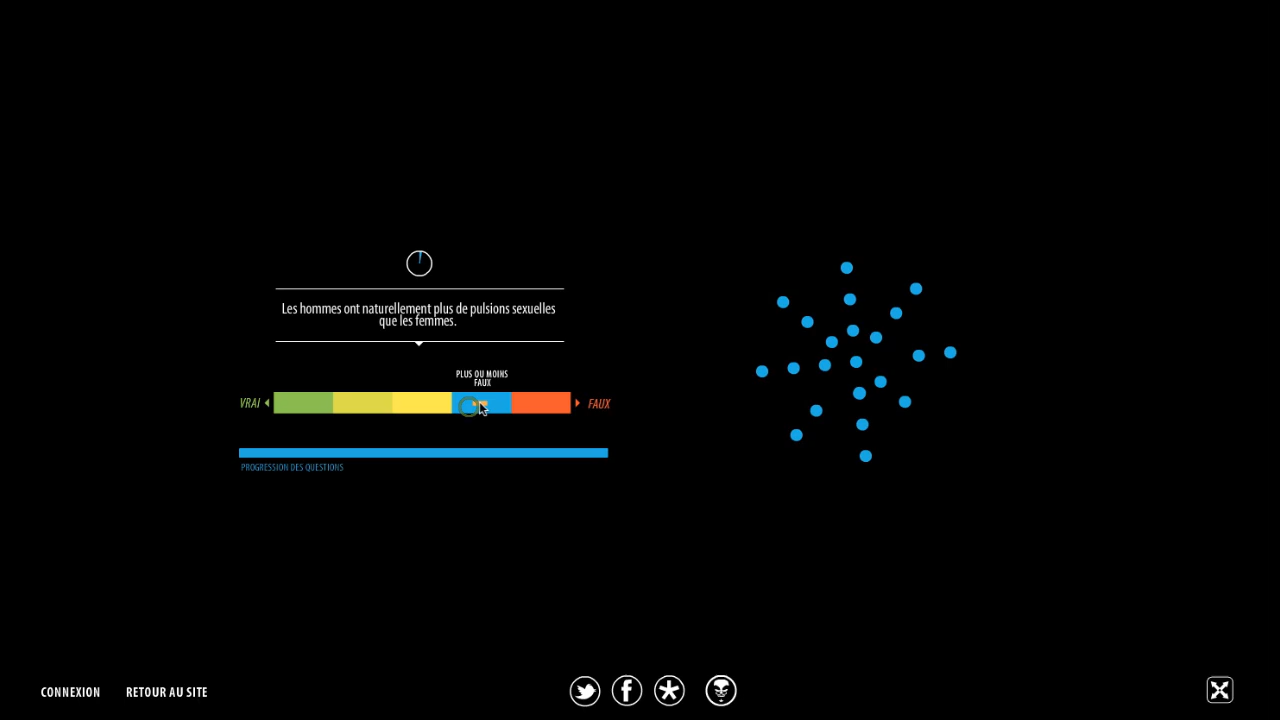 Les hommes ont naturellement plus de pulsions sexuelles
que les femmes.
PLUS OU MOINS
FAUX
VRAI
FAUX
PROGRESSION DES QUESTIONS
CONNEXION
RETOUR AU SITE